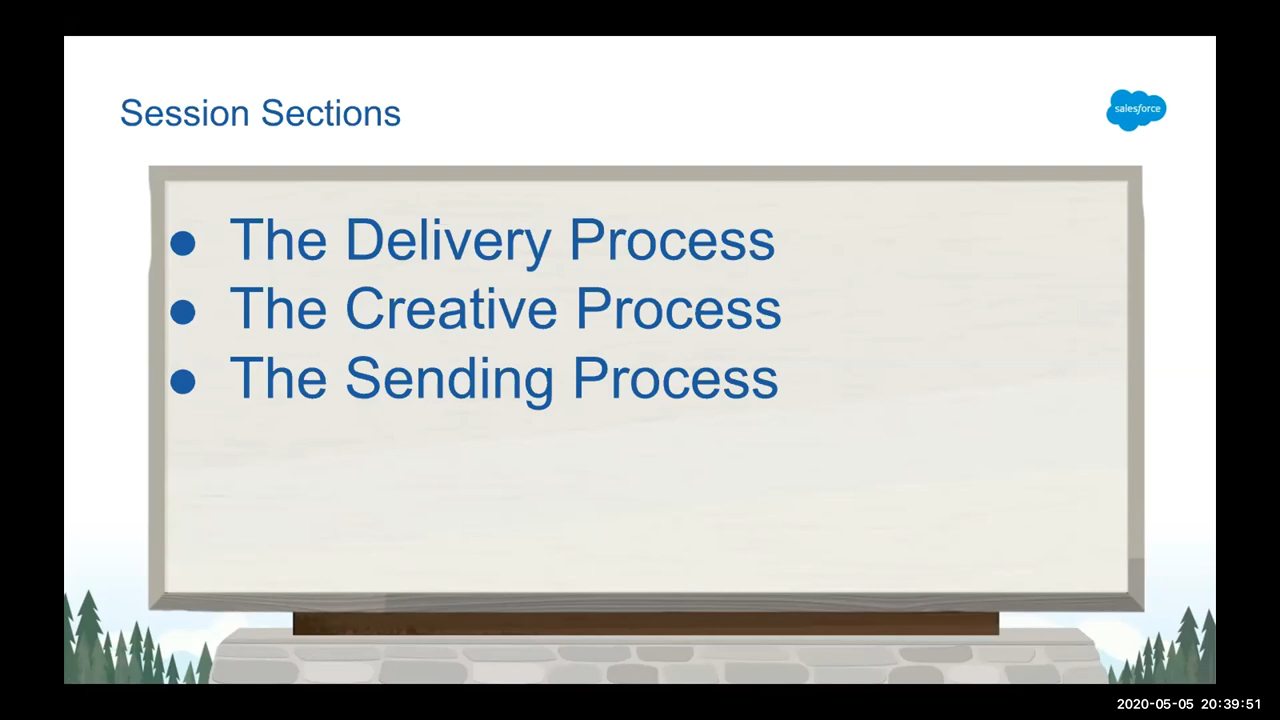 Session Sections
salesforce
● The Delivery Process
● The Creative Process
● The Sending Process
2020-05-05 20:39:51